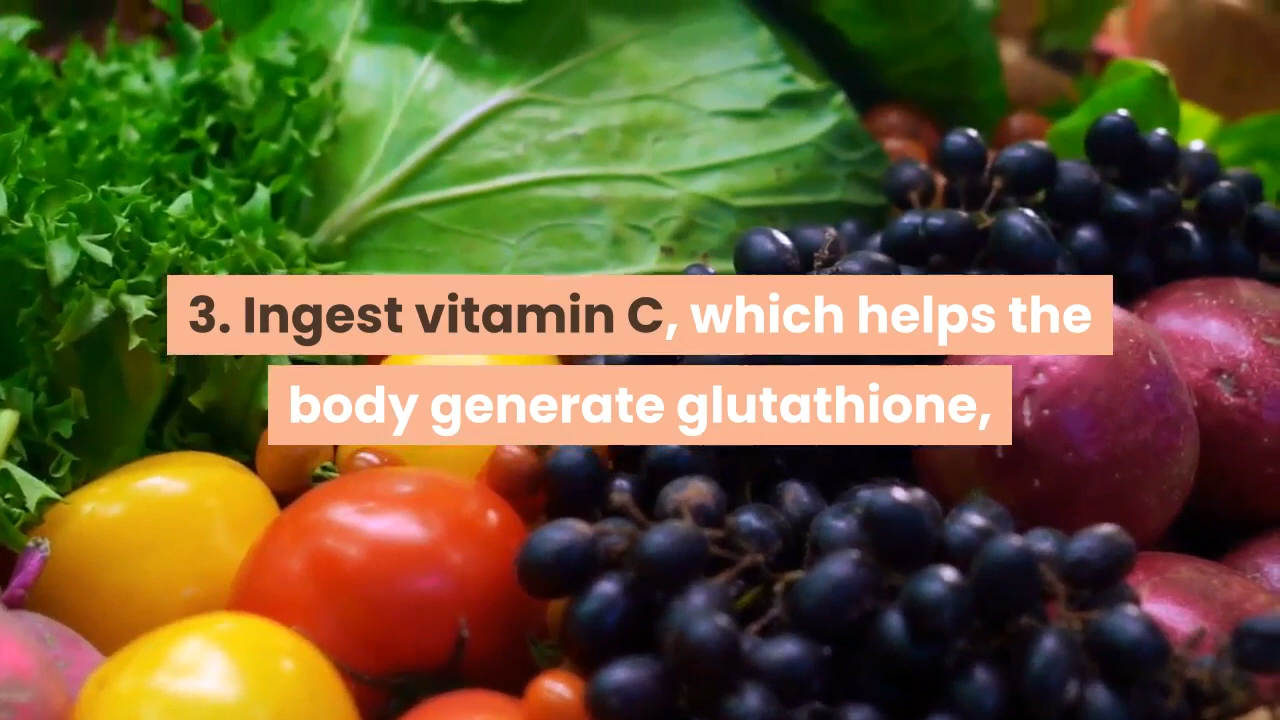 3. Ingest vitamin C, which helps the
body generate glutathione,